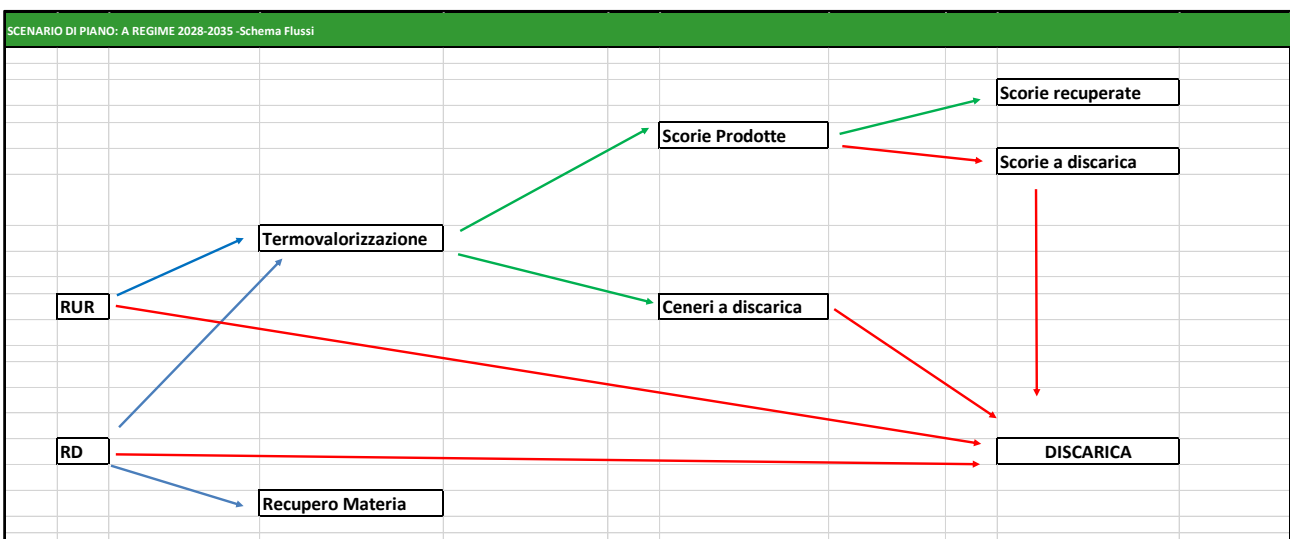 SCENARIO DI PIANO: A REGIME 2028-2035 -Schema Flussi
Scorie recuperate
Scorie Prodotte
Scorie a discarica
Termovalorizzazione
RUR
Ceneri a discarica
RD
DISCARICA
Recupero Materia